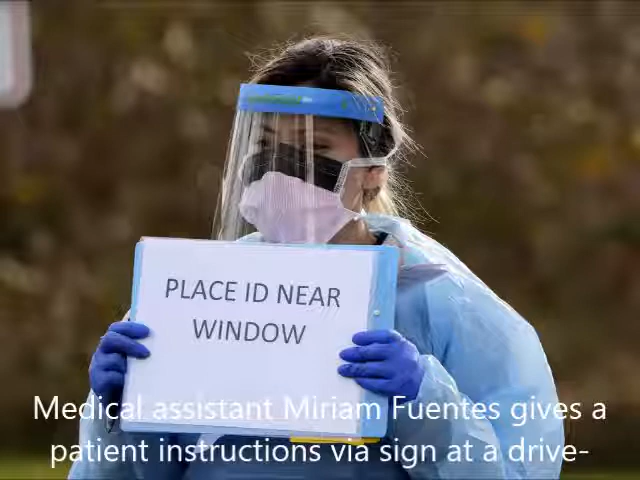 PLACE ID NEAR
WINDOW
Medical assistant Miriam Fuentes gives a
patient instructions via sign at a drive-